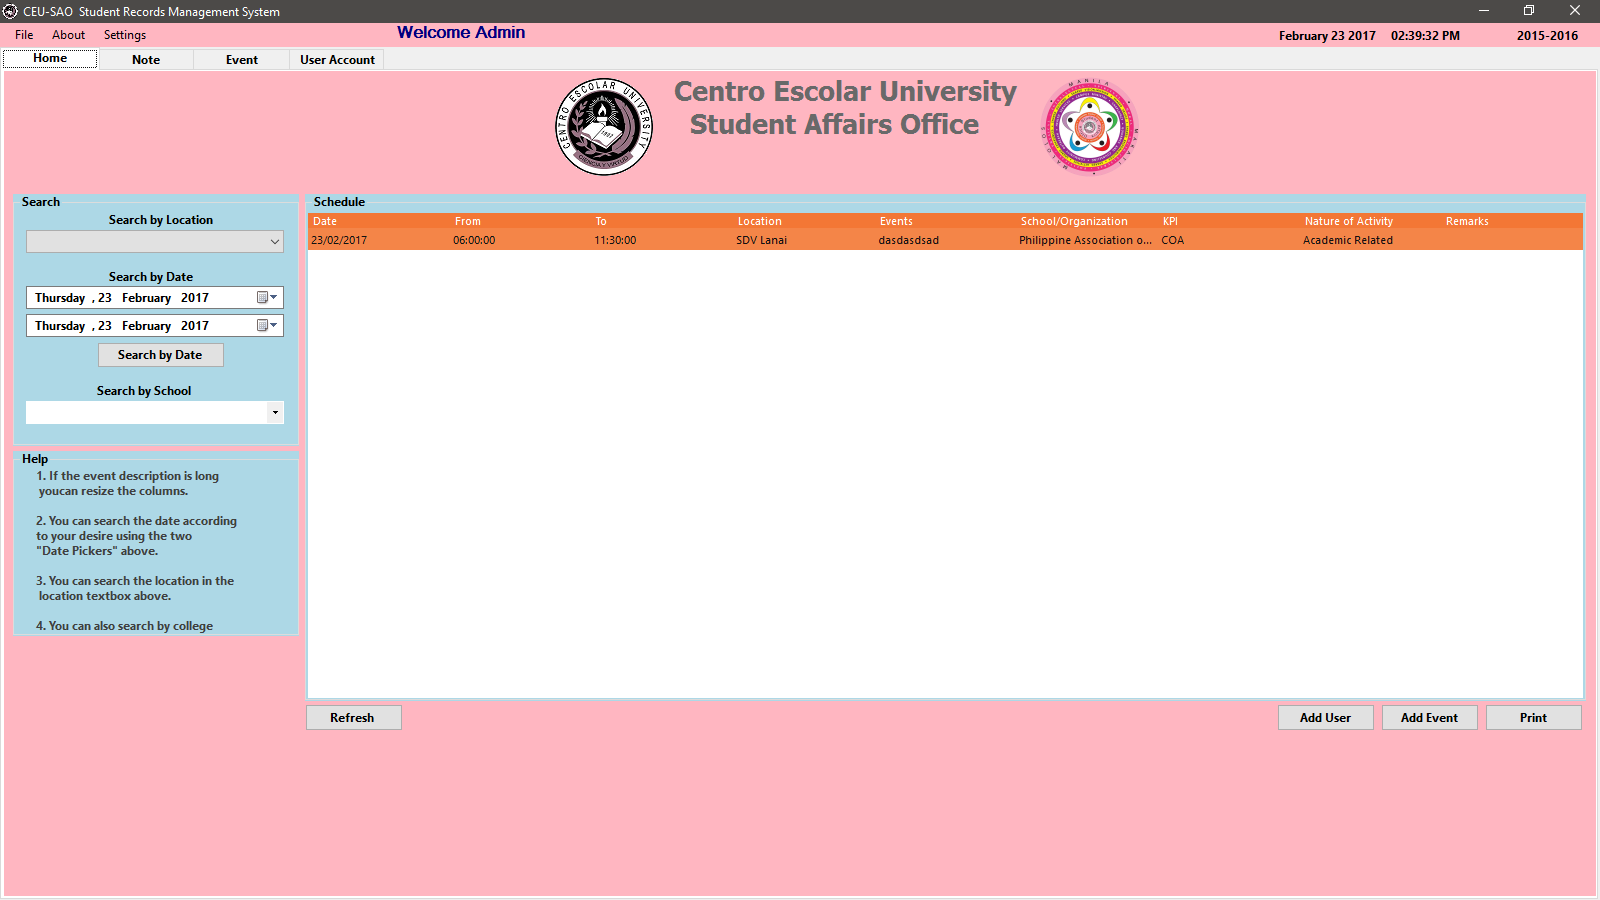 CEU-SAO  Student Records Management System
File About Settings
Welcome Admin
February 23 2017 02:39:32 PM 2015-2016
Home Note Event User Account
CENTRO ESCOLAR UNIVERSITY
1907
CIENCIA Y VIRTUD
Centro Escolar University
Student Affairs Office
MANILA
MAKATI
MALOLOS
Search
Search by Location
Search by Date
Thursday , 23 February 2017
Thursday , 23 February 2017
Search by Date
Search by School
Help
1. If the event description is long
youcan resize the columns.
2. You can search the date according
to your desire using the two
"Date Pickers" above.
3. You can search the location in the
location textbox above.
4. You can also search by college
Schedule
Date From To Location Events School/Organization KPI Nature of Activity Remarks
23/02/2017 06:00:00 11:30:00 SDV Lanai dasdasdsad Philippine Association o... COA Academic Related
Refresh Add User Add Event Print